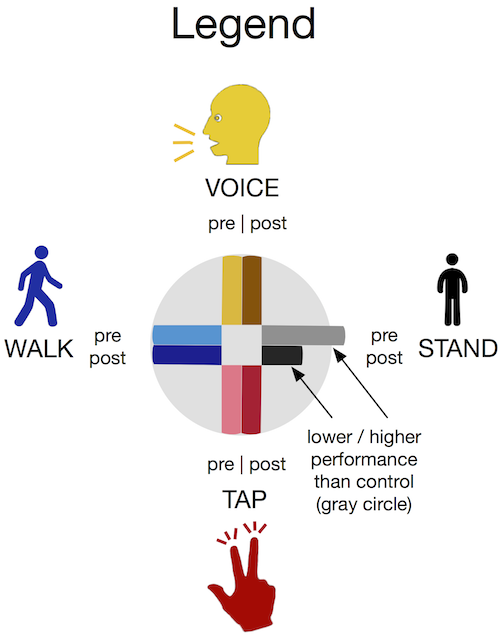 Legend
VOICE
pre | post
WALK
pre
post
pre
post
STAND
lower / higher
performance
than control
(gray circle)
pre | post
TAP